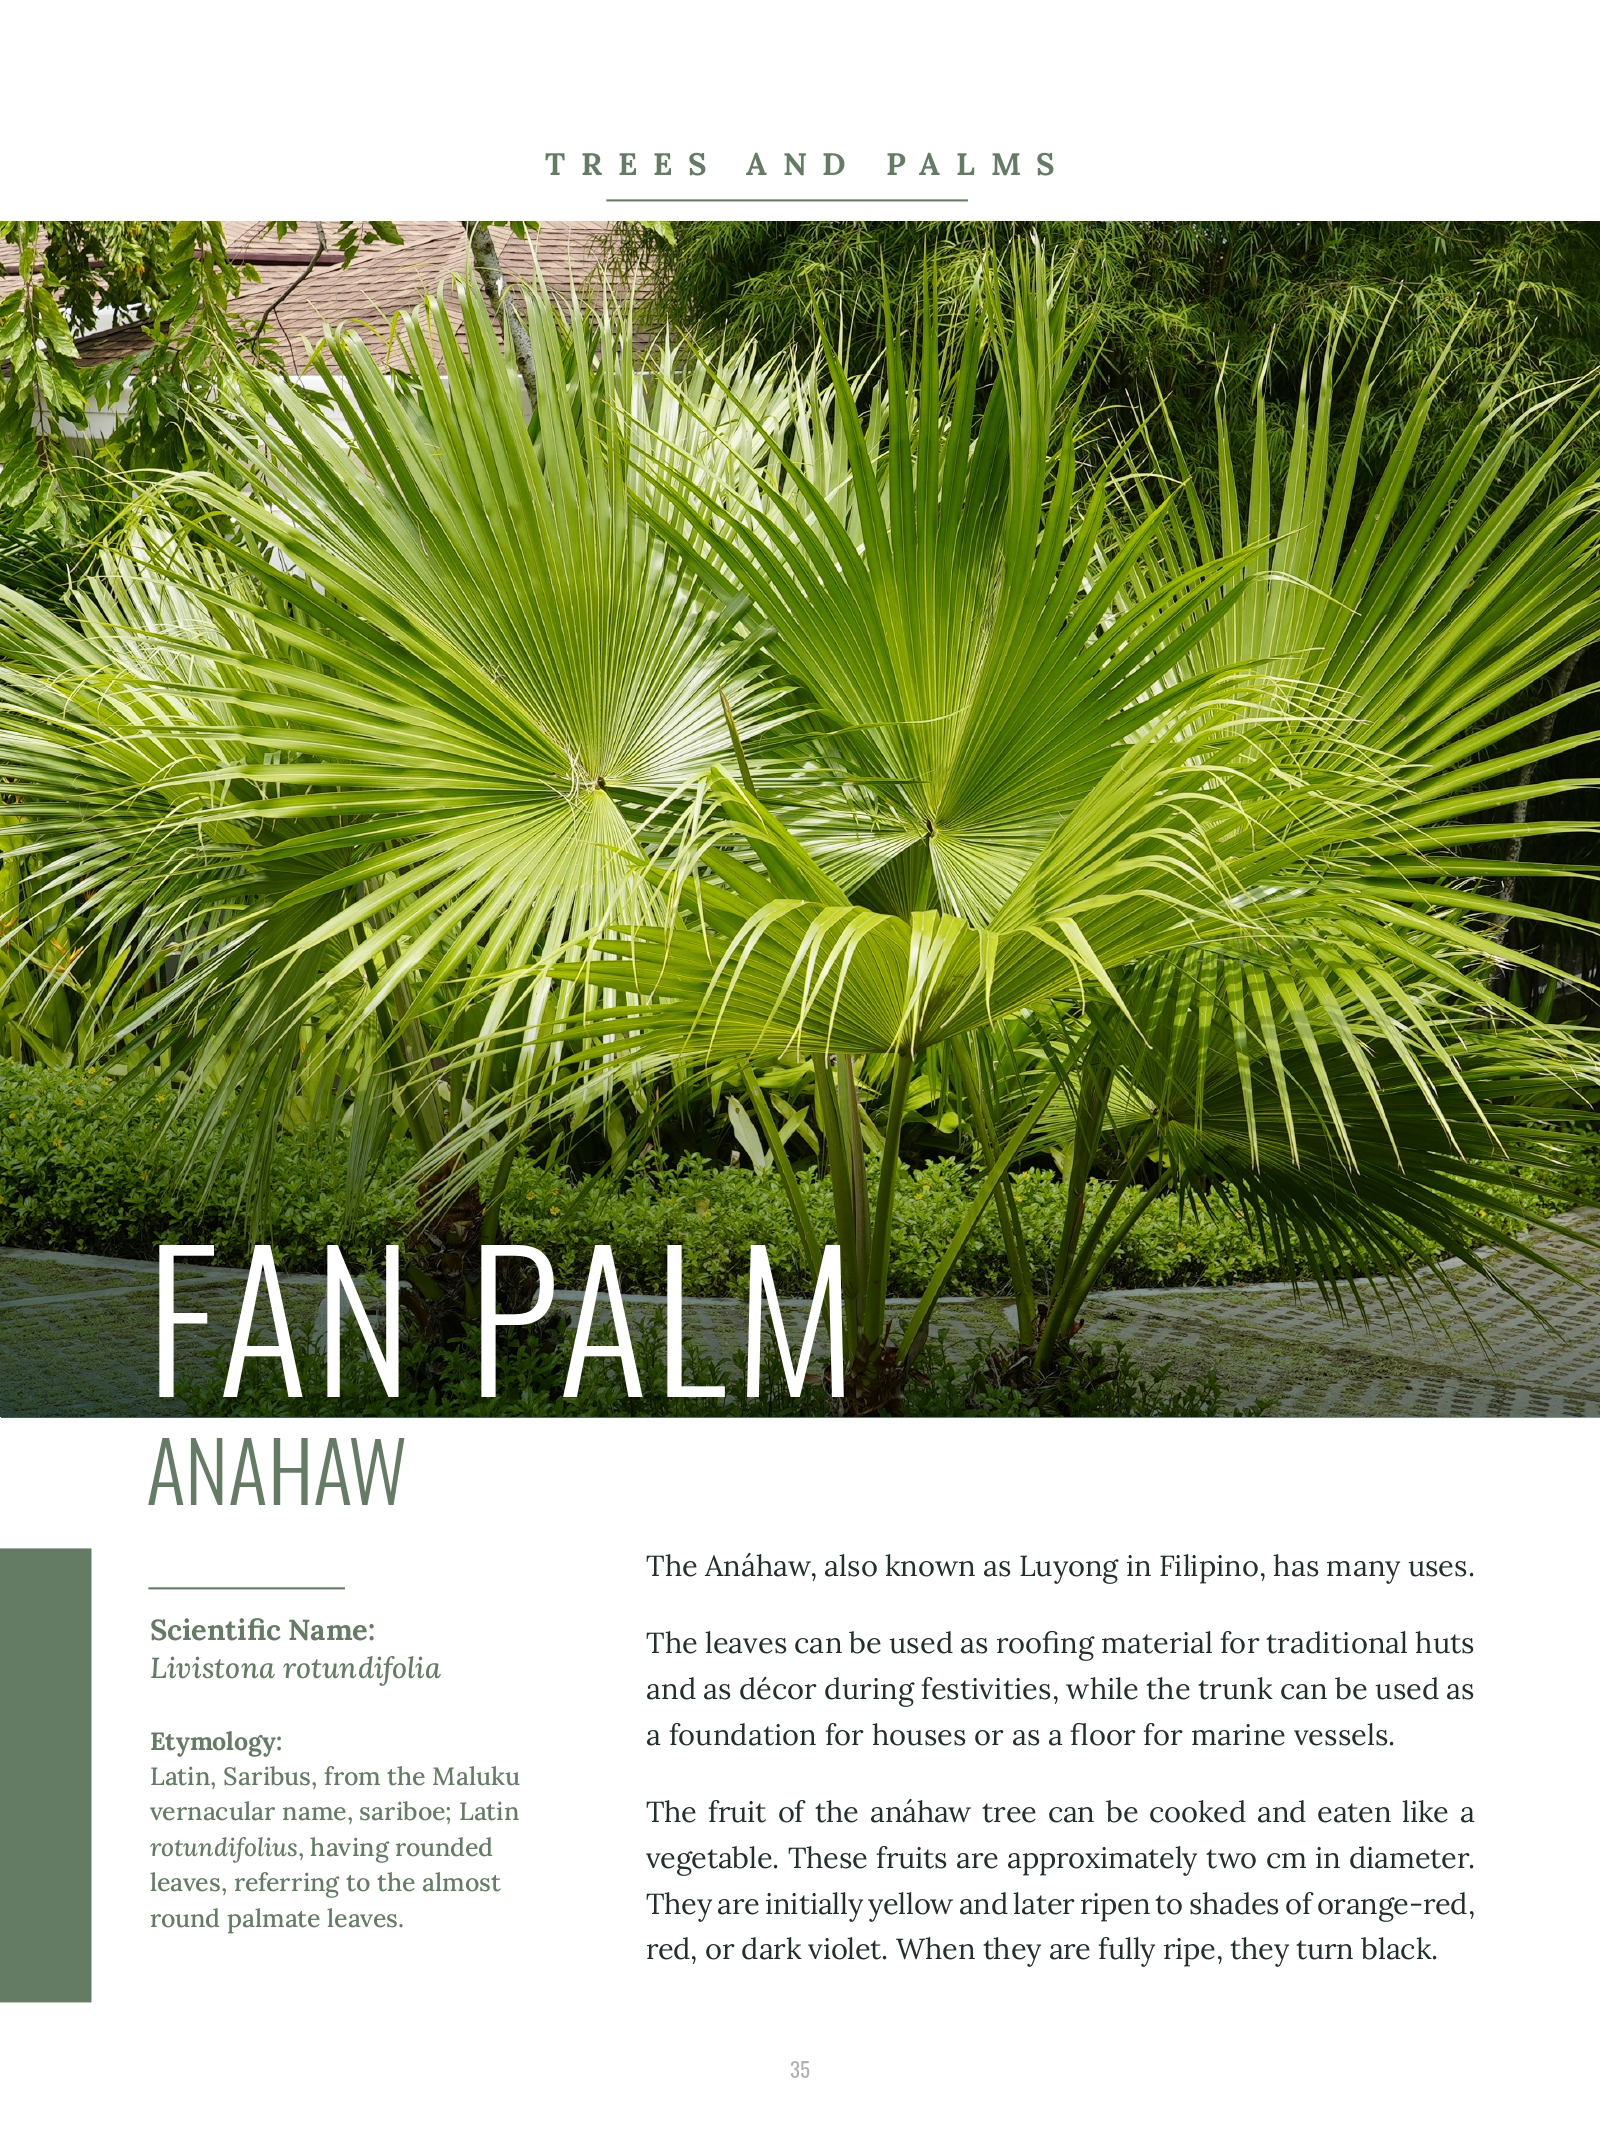 TREES AND PALMS
FAN PALM
ANAHAW
Scientific Name:
Livistona rotundifolia
Etymology:
Latin, Saribus, from the Maluku
vernacular name, sariboe; Latin
rotundifolius, having rounded
leaves, referring to the almost
round palmate leaves.
The Anáhaw, also known as Luyong in Filipino, has many uses.
The leaves can be used as roofing material for traditional huts
and as décor during festivities, while the trunk can be used as
a foundation for houses or as a floor for marine vessels.
The fruit of the anáhaw tree can be cooked and eaten like a
vegetable. These fruits are approximately two cm in diameter.
They are initially yellow and later ripen to shades of orange-red,
red, or dark violet. When they are fully ripe, they turn black.
35